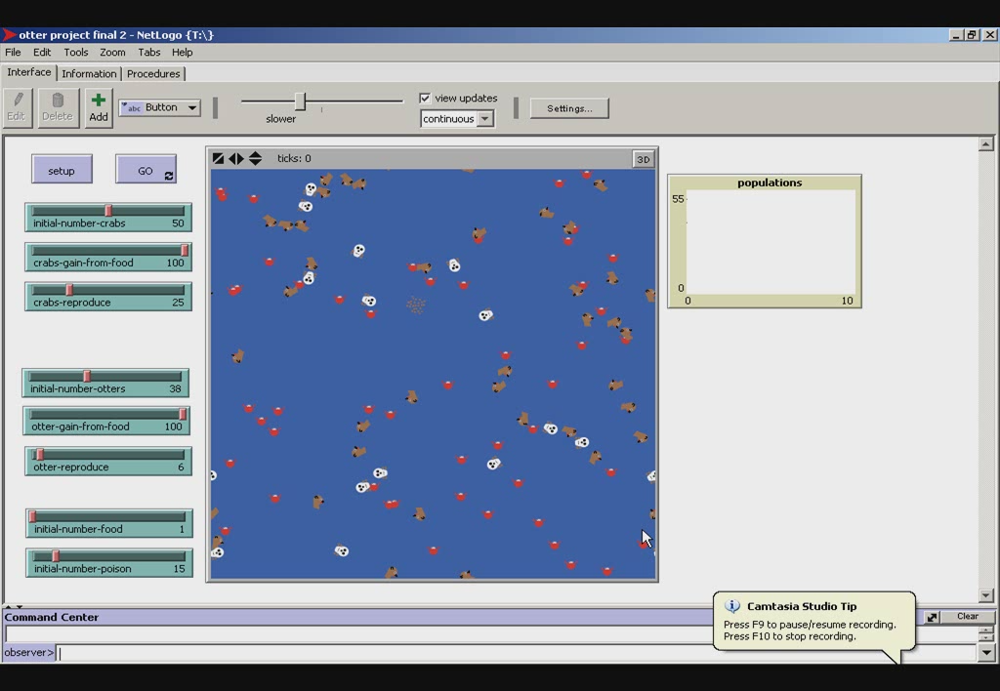 otter project final 2 - NetLogo {T:\}
File Edit Tools Zoom Tabs Help
Interface Information Procedures
Edit Delete Add abc Button slower view updates continuous Settings...
setup GO ticks: 0 3D
initial-number-crabs 50
crabs-gain-from-food 100
crabs-reproduce 25
initial-number-otters 38
otter-gain-from-food 100
otter-reproduce 6
initial-number-food 1
initial-number-poison 15
populations
55
0
0 10
Command Center Clear
observer>
Camtasia Studio Tip
Press F9 to pause/resume recording.
Press F10 to stop recording.